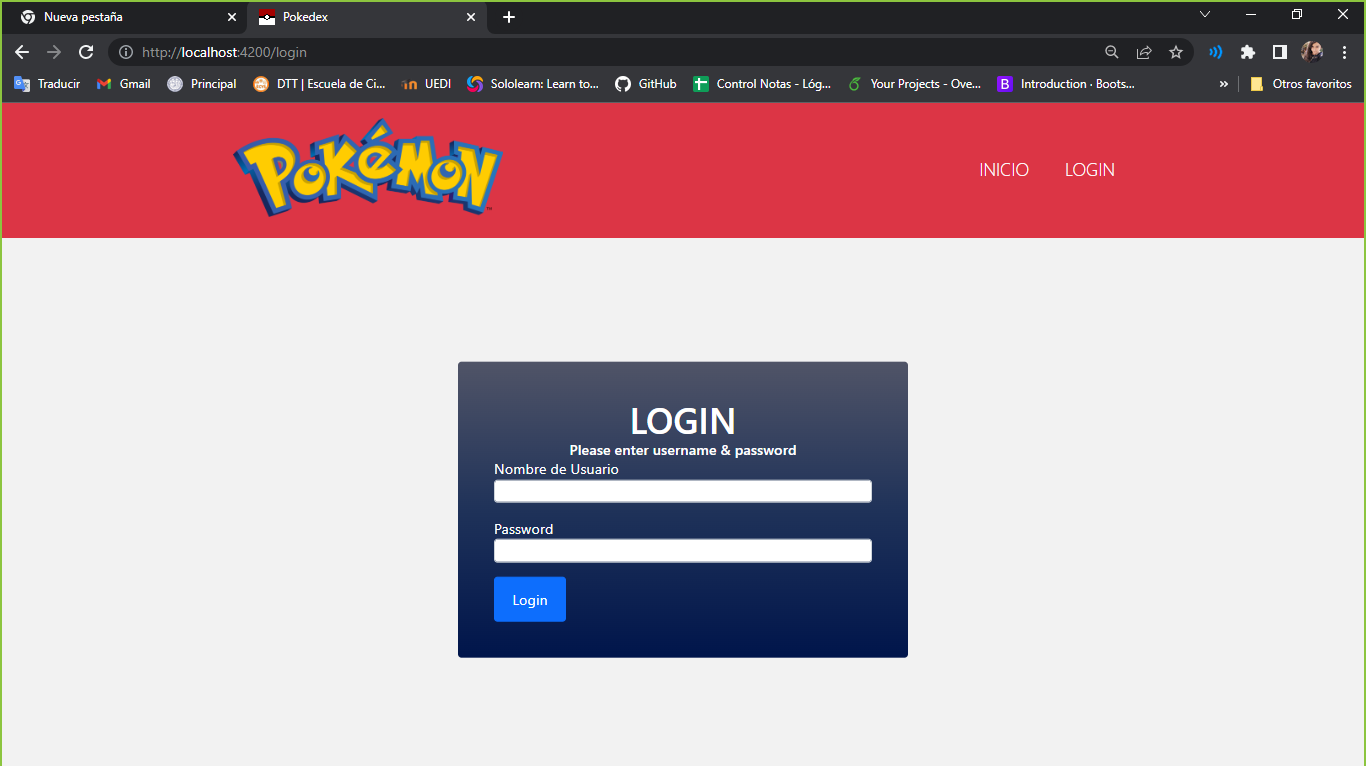 Nueva pestaña
Pokedex
http://localhost:4200/login
Traducir
Gmail
Principal
DTT | Escuela de Ci...
UEDI
Sololearn: Learn to...
GitHub
Control Notas - Lóg...
Your Projects - Ove...
B
Introduction · Boots...
»
Otros favoritos
POKéMON
™
INICIO
LOGIN
LOGIN
Please enter username & password
Nombre de Usuario
Password
Login